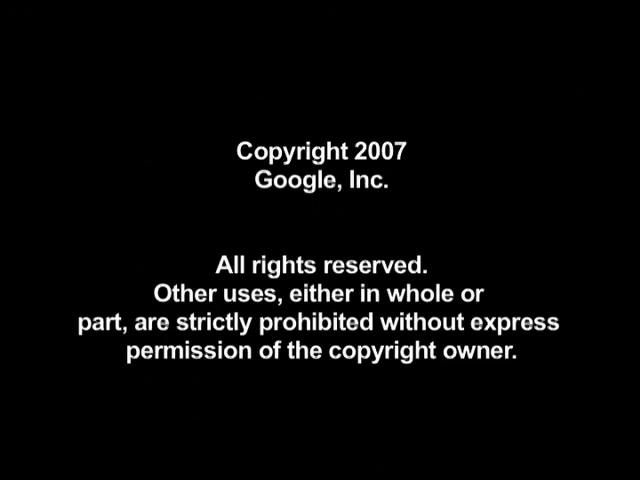 Copyright 2007
Google, Inc.
All rights reserved.
Other uses, either in whole or
part, are strictly prohibited without express
permission of the copyright owner.